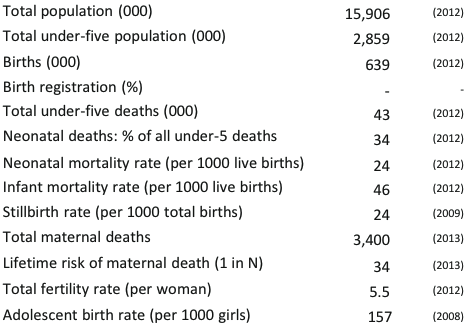 Total population (000) 15,906 (2012)
Total under-five population (000) 2,859 (2012)
Births (000) 639 (2012)
Birth registration (%) - -
Total under-five deaths (000) 43 (2012)
Neonatal deaths: % of all under-5 deaths 34 (2012)
Neonatal mortality rate (per 1000 live births) 24 (2012)
Infant mortality rate (per 1000 live births) 46 (2012)
Stillbirth rate (per 1000 total births) 24 (2009)
Total maternal deaths 3,400 (2013)
Lifetime risk of maternal death (1 in N) 34 (2013)
Total fertility rate (per woman) 5.5 (2012)
Adolescent birth rate (per 1000 girls) 157 (2008)